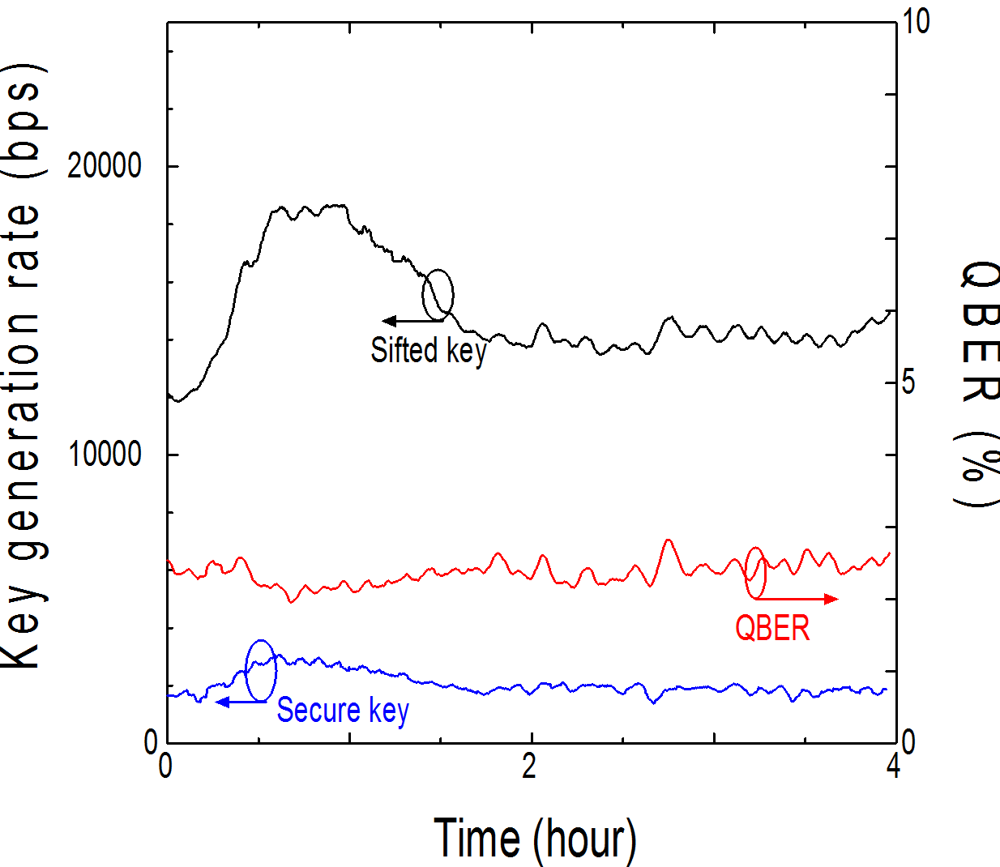 Key generation rate (bps)
20000
10000
0
10
5
0
QBER (%)
Sifted key
QBER
Secure key
0
2
4
Time (hour)